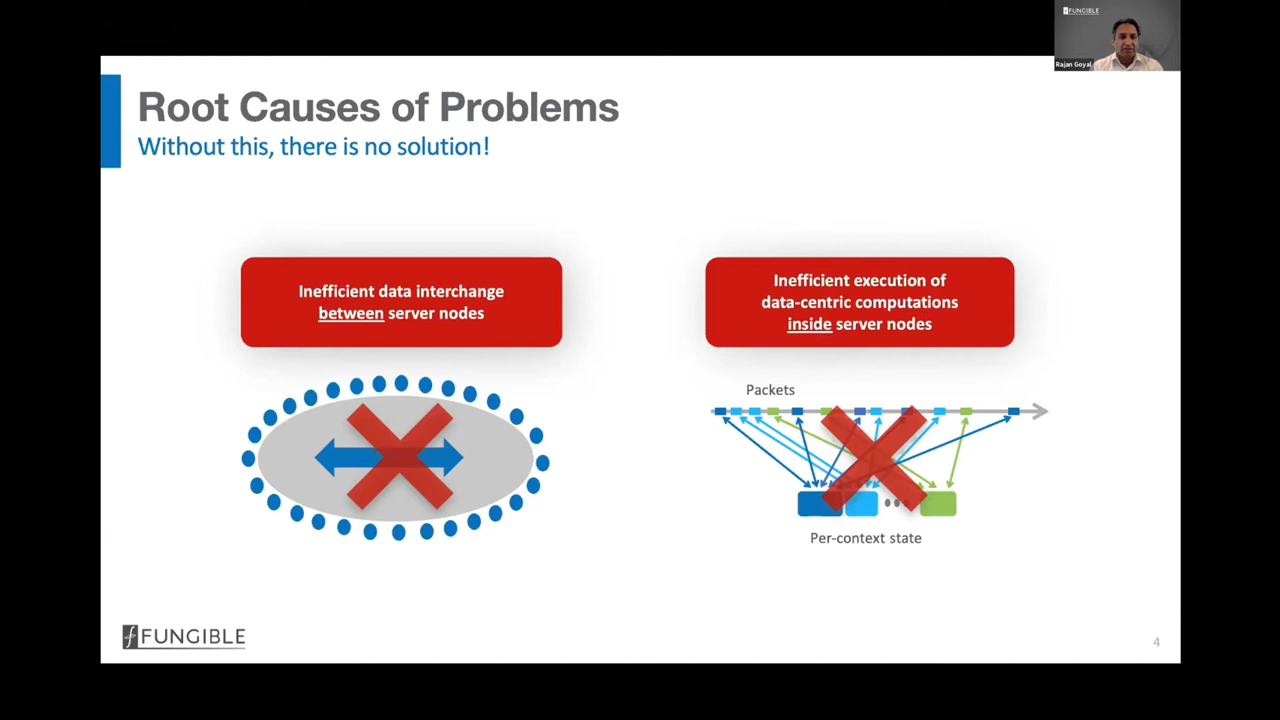 FUNGIBLE
Rajan Goyal
Root Causes of Problems
Without this, there is no solution!
Inefficient data interchange
between server nodes
Inefficient execution of
data-centric computations
inside server nodes
Packets
Per-context state
FUNGIBLE
4